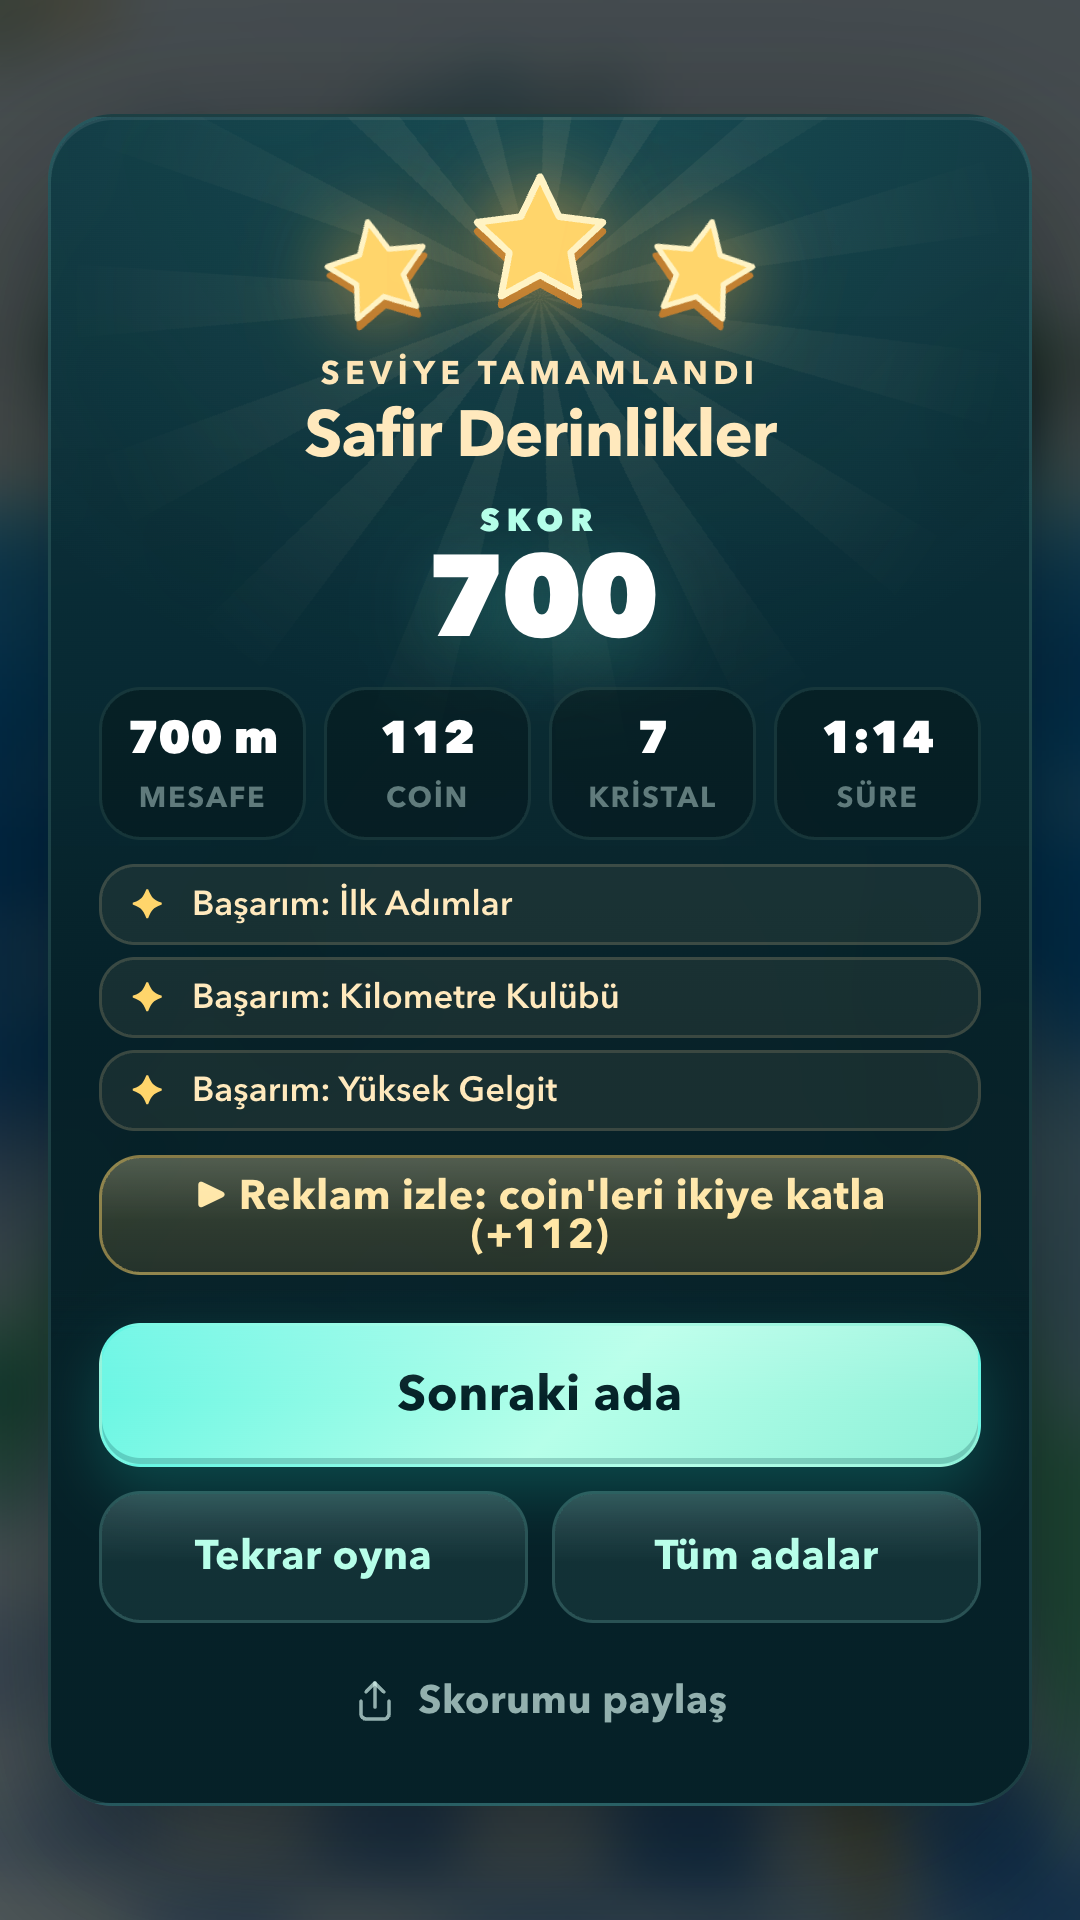 SEVİYE TAMAMLANDI
Safir Derinlikler
SKOR
700
700 m
MESAFE
112
COİN
7
KRİSTAL
1:14
SÜRE
Başarım: İlk Adımlar
Başarım: Kilometre Kulübü
Başarım: Yüksek Gelgit
Reklam izle: coin'leri ikiye katla
(+112)
Sonraki ada
Tekrar oyna
Tüm adalar
Skorumu paylaş